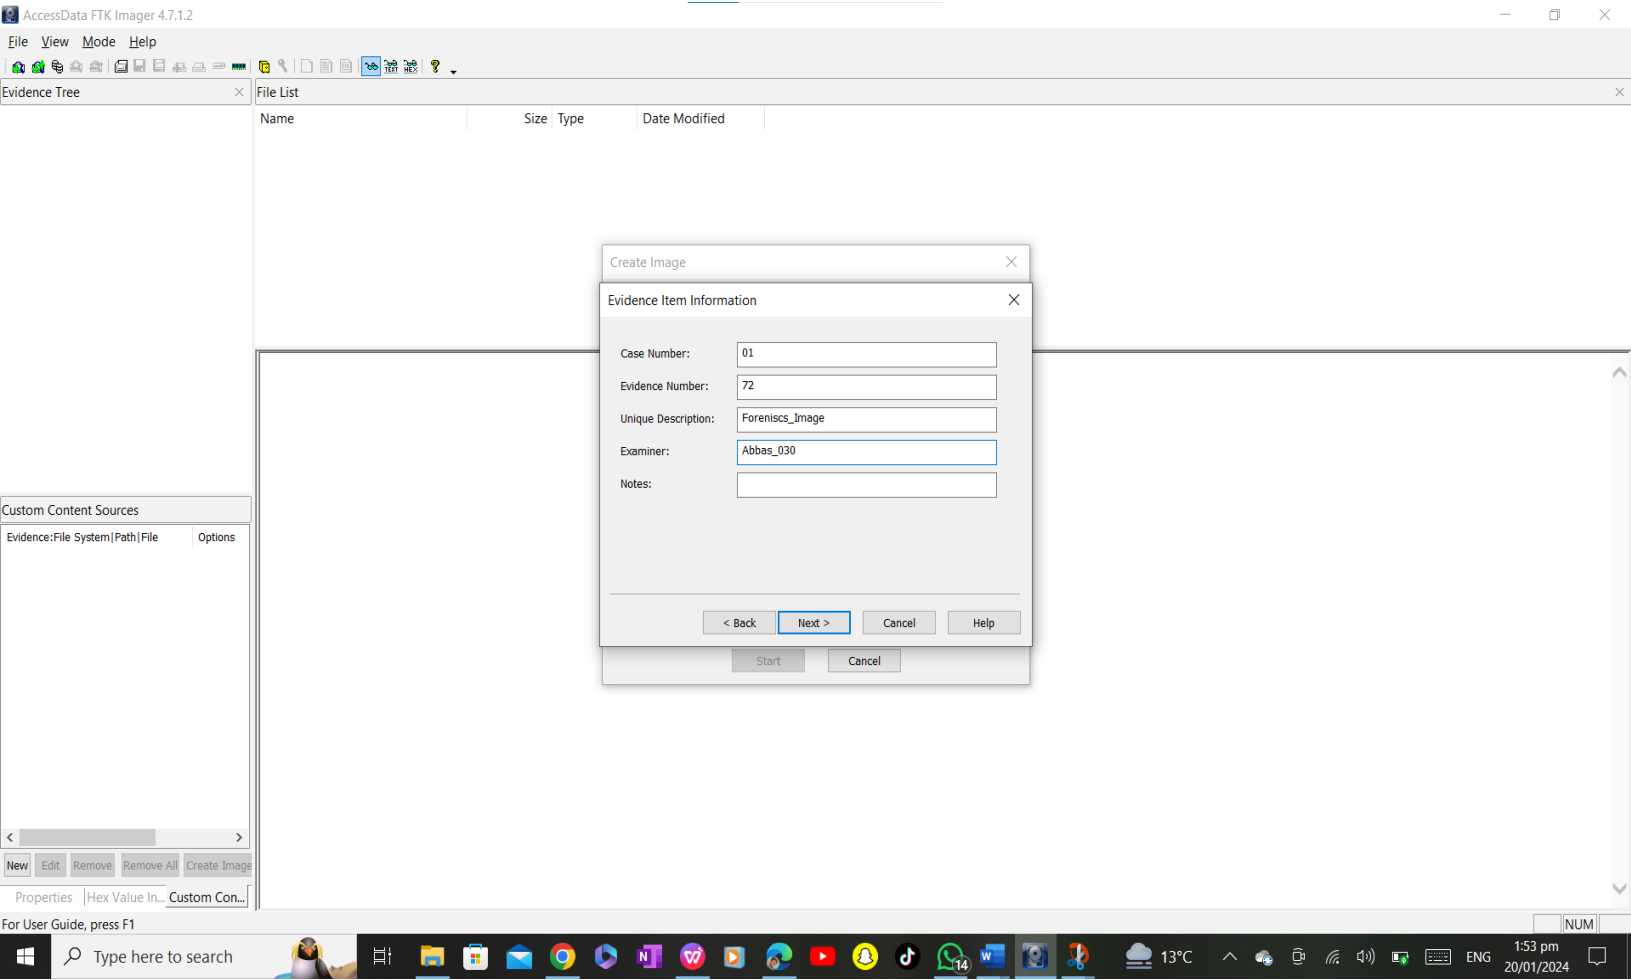 AccessData FTK Imager 4.7.1.2
File View Mode Help
Evidence Tree
File List
Name Size Type Date Modified
Create Image
Evidence Item Information
Case Number: 01
Evidence Number: 72
Unique Description: Foreniscs_Image
Examiner: Abbas_030
Notes:
< Back Next > Cancel Help
Start Cancel
Custom Content Sources
Evidence:File System|Path|File Options
New Edit Remove Remove All Create Image
Properties Hex Value In... Custom Con...
For User Guide, press F1
NUM
Type here to search
14
13°C
ENG
1:53 pm
20/01/2024